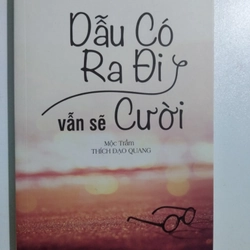 Dẫu Có
Ra Đi
vẫn sẽ Cười
Mộc Trầm
THÍCH ĐẠO QUANG